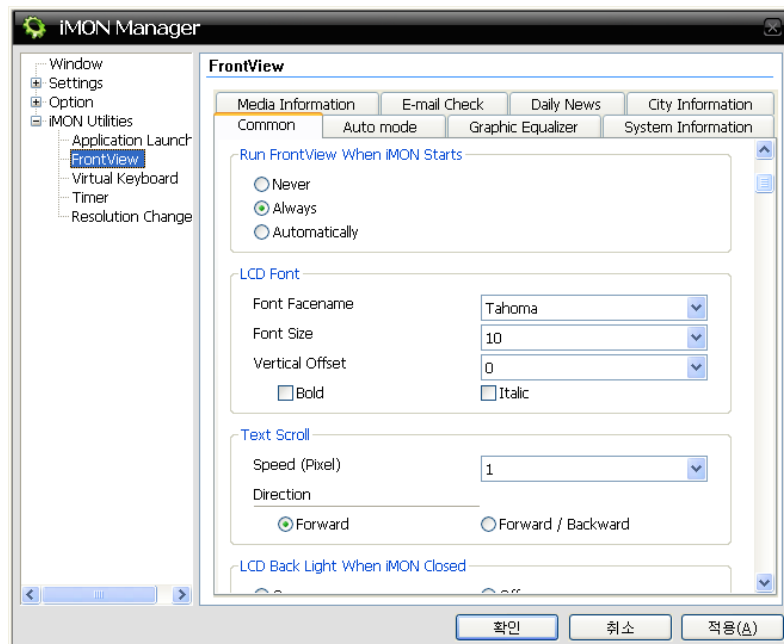 iMON Manager
Window
Settings
Option
iMON Utilities
Application Launch
FrontView
Virtual Keyboard
Timer
Resolution Change
FrontView
Media Information
E-mail Check
Daily News
City Information
Common
Auto mode
Graphic Equalizer
System Information
Run FrontView When iMON Starts
Never
Always
Automatically
LCD Font
Font Facename
Tahoma
Font Size
10
Vertical Offset
0
Bold
Italic
Text Scroll
Speed (Pixel)
1
Direction
Forward
Forward / Backward
LCD Back Light When iMON Closed
확인
취소
적용(A)